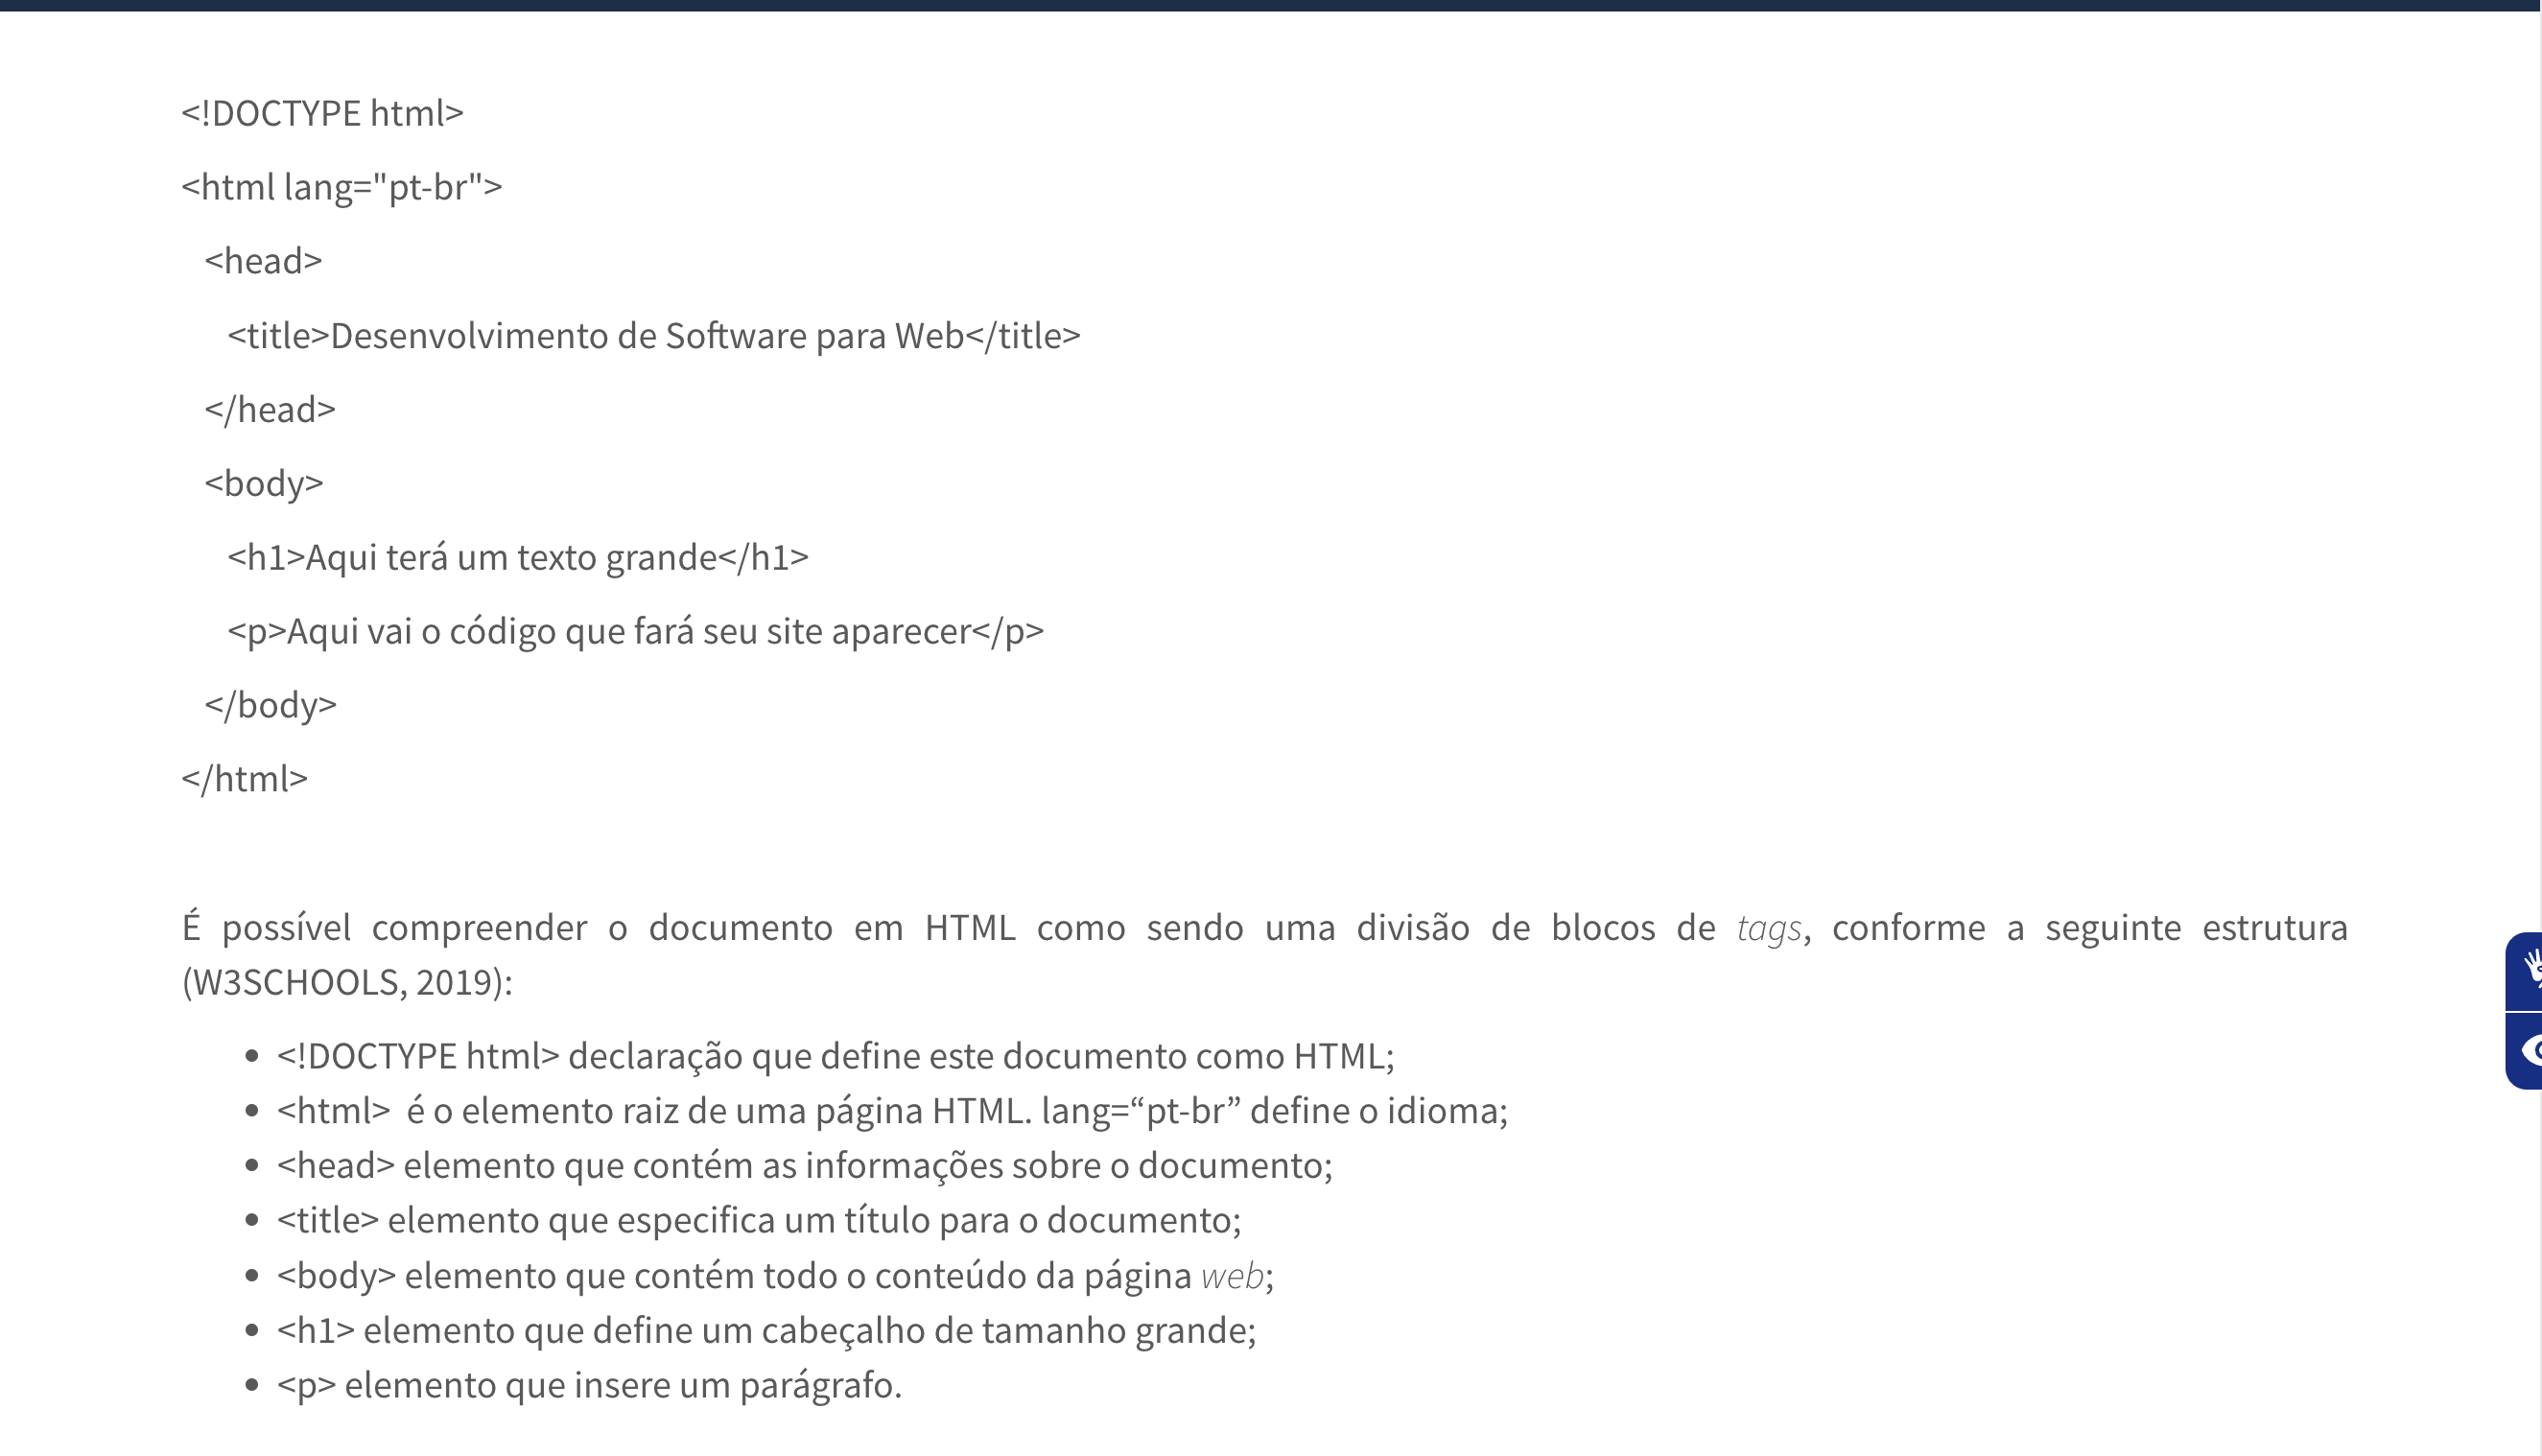 <!DOCTYPE html>
<html lang="pt-br">
<head>
<title>Desenvolvimento de Software para Web</title>
</head>
<body>
<h1>Aqui terá um texto grande</h1>
<p>Aqui vai o código que fará seu site aparecer</p>
</body>
</html>
É possível compreender o documento em HTML como sendo uma divisão de blocos de tags, conforme a seguinte estrutura
(W3SCHOOLS, 2019):
• <!DOCTYPE html> declaração que define este documento como HTML;
• <html>  é o elemento raiz de uma página HTML. lang=“pt-br” define o idioma;
• <head> elemento que contém as informações sobre o documento;
• <title> elemento que especifica um título para o documento;
• <body> elemento que contém todo o conteúdo da página web;
• <h1> elemento que define um cabeçalho de tamanho grande;
• <p> elemento que insere um parágrafo.